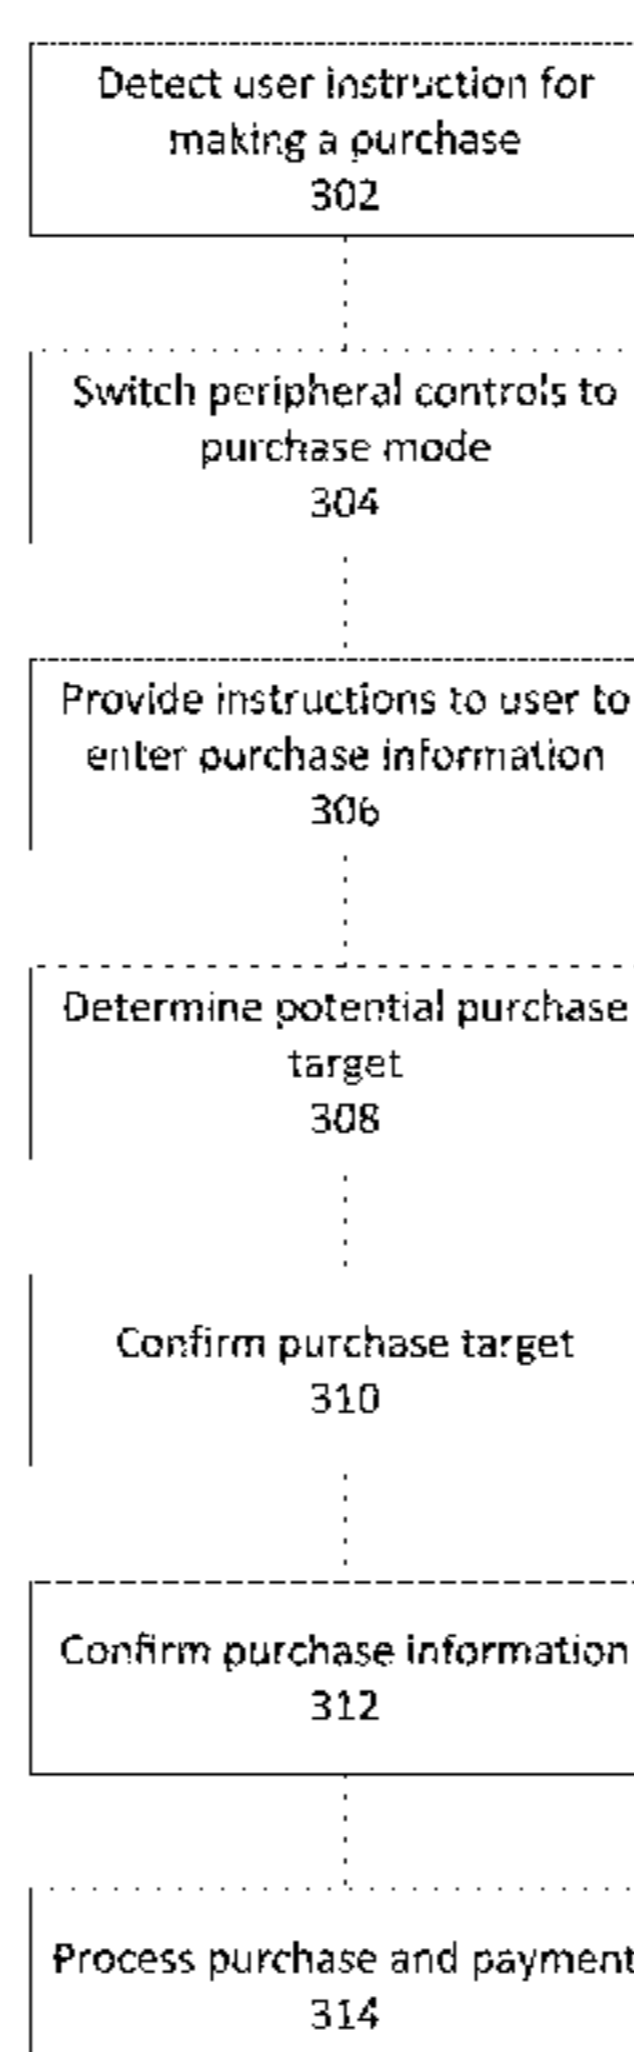 Detect user instruction for
making a purchase
302
Switch peripheral controls to
purchase mode
304
Provide instructions to user to
enter purchase information
306
Determine potential purchase
target
308
Confirm purchase target
310
Confirm purchase information
312
Process purchase and payment
314